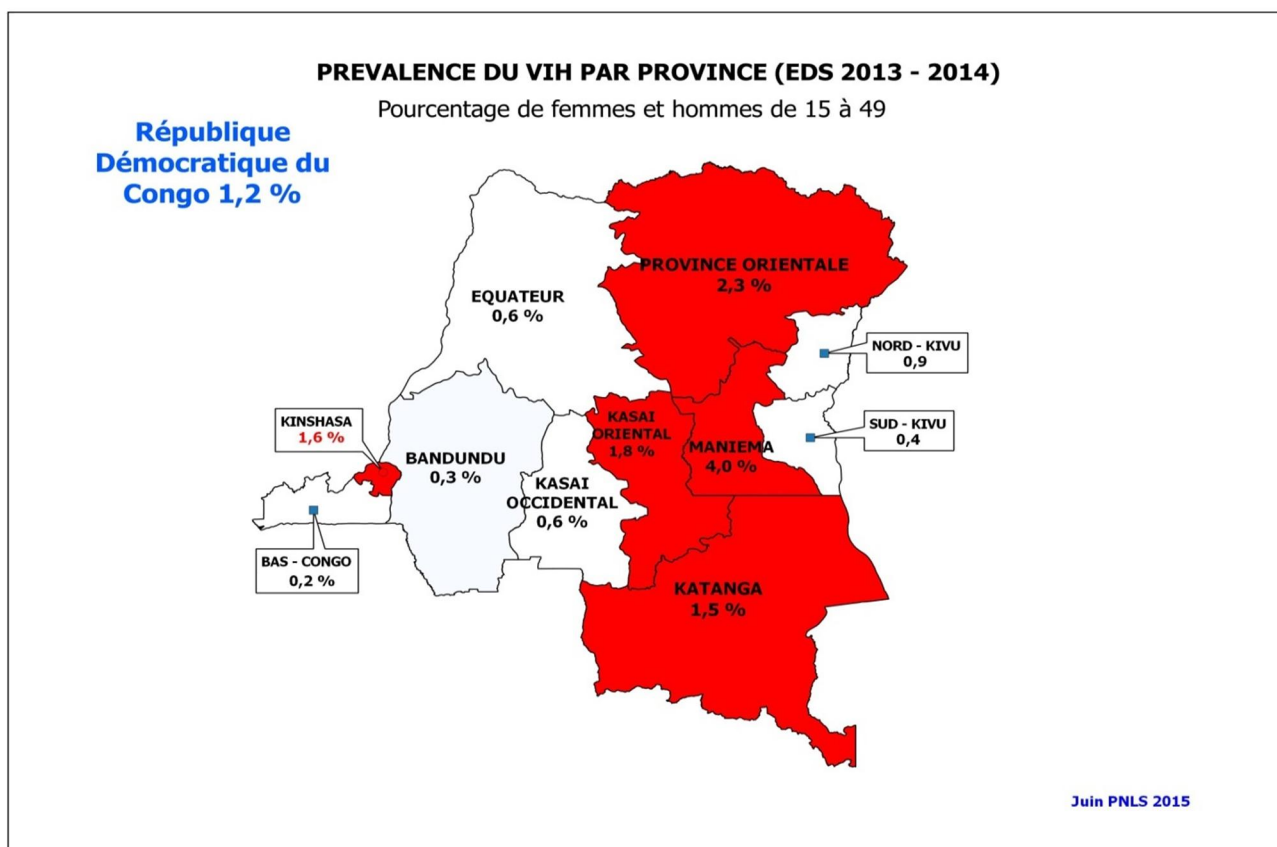 PREVALENCE DU VIH PAR PROVINCE (EDS 2013 - 2014)
Pourcentage de femmes et hommes de 15 à 49
République
Démocratique du
Congo 1,2 %
PROVINCE ORIENTALE
2,3 %
EQUATEUR
0,6 %
NORD - KIVU
0,9
KINSHASA
1,6 %
BANDUNDU
0,3 %
KASAI
OCCIDENTAL
0,6 %
KASAI
ORIENTAL
1,8 %
MANIEMA
4,0 %
SUD - KIVU
0,4
BAS - CONGO
0,2 %
KATANGA
1,5 %
Juin PNLS 2015